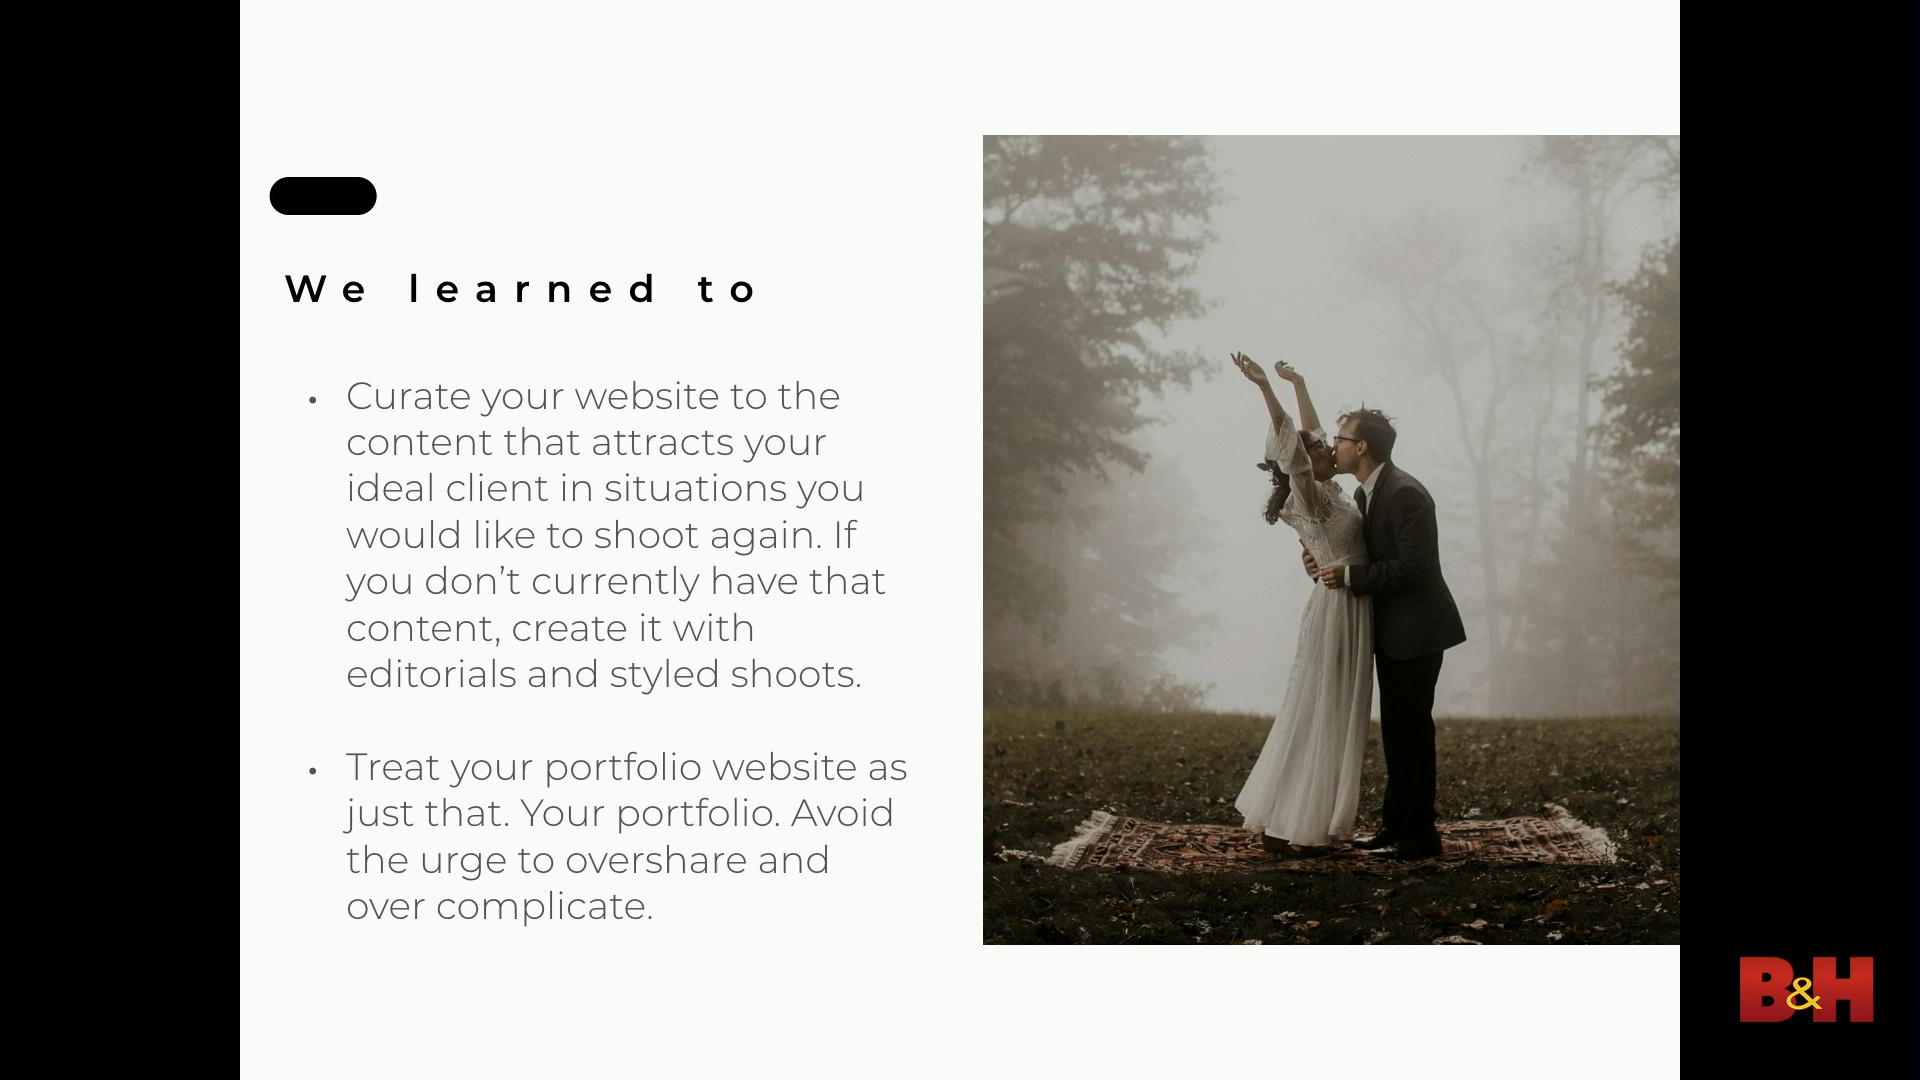 We learned to
• Curate your website to the
content that attracts your
ideal client in situations you
would like to shoot again. If
you don’t currently have that
content, create it with
editorials and styled shoots.
• Treat your portfolio website as
just that. Your portfolio. Avoid
the urge to overshare and
over complicate.
B&H